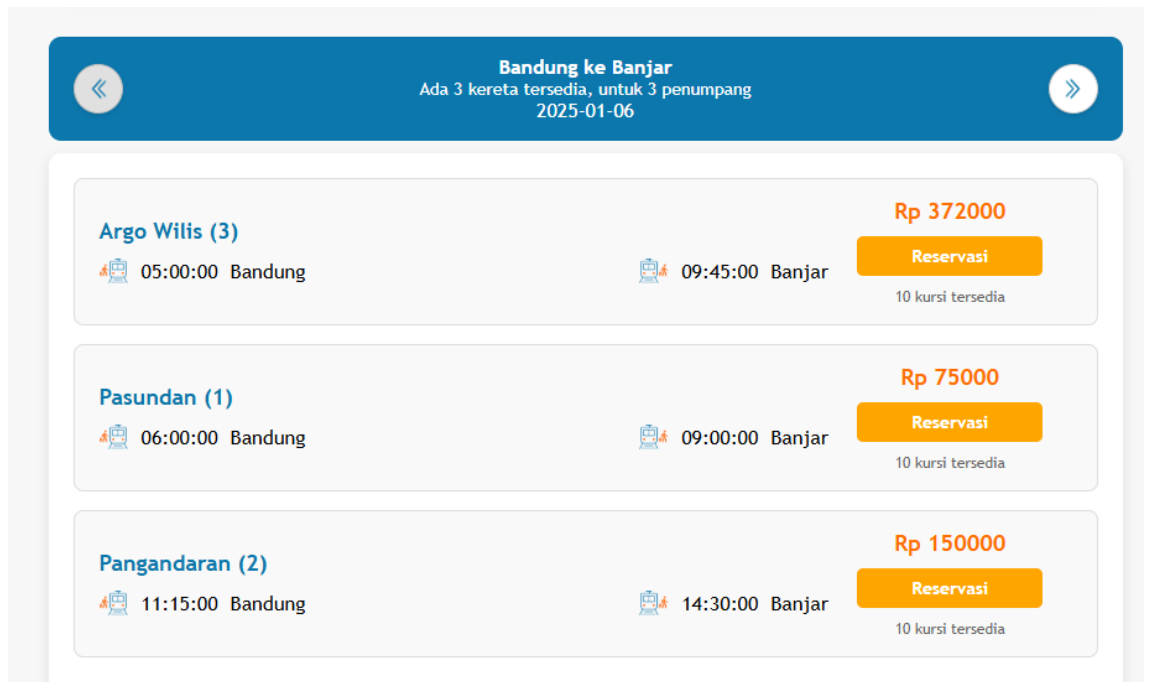 Bandung ke Banjar
Ada 3 kereta tersedia, untuk 3 penumpang
2025-01-06
Argo Wilis (3)
05:00:00 Bandung
09:45:00 Banjar
Rp 372000
Reservasi
10 kursi tersedia
Pasundan (1)
06:00:00 Bandung
09:00:00 Banjar
Rp 75000
Reservasi
10 kursi tersedia
Pangandaran (2)
11:15:00 Bandung
14:30:00 Banjar
Rp 150000
Reservasi
10 kursi tersedia